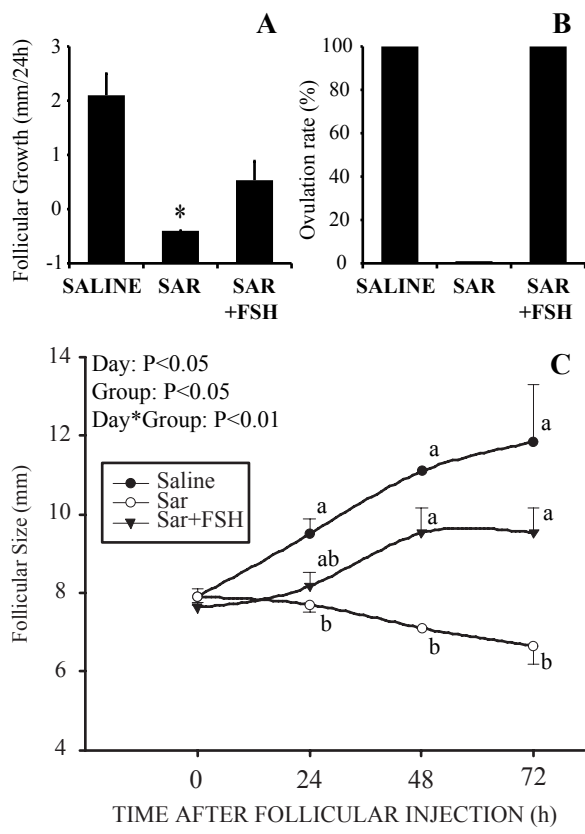 A
Follicular Growth (mm/24h)
3
2
1
0
-1
*
SALINE
SAR
SAR
+FSH
B
Ovulation rate (%)
100
80
60
40
20
0
SALINE
SAR
SAR
+FSH
C
Day: P<0.05
Group: P<0.05
Day*Group: P<0.01
Saline
Sar
Sar+FSH
Follicular Size (mm)
14
12
10
8
6
4
a
a
a
ab
a
a
b
b
b
0
24
48
72
TIME AFTER FOLLICULAR INJECTION (h)